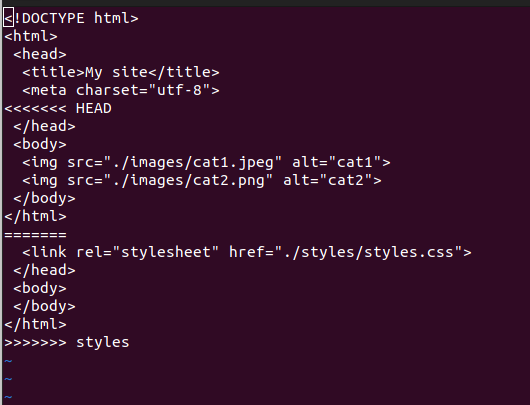 <!DOCTYPE html>
<html>
 <head>
  <title>My site</title>
  <meta charset="utf-8">
<<<<<<< HEAD
 </head>
 <body>
  <img src="./images/cat1.jpeg" alt="cat1">
  <img src="./images/cat2.png" alt="cat2">
 </body>
</html>
=======
  <link rel="stylesheet" href="./styles/styles.css">
 </head>
 <body>
 </body>
</html>
>>>>>>> styles
~
~
~